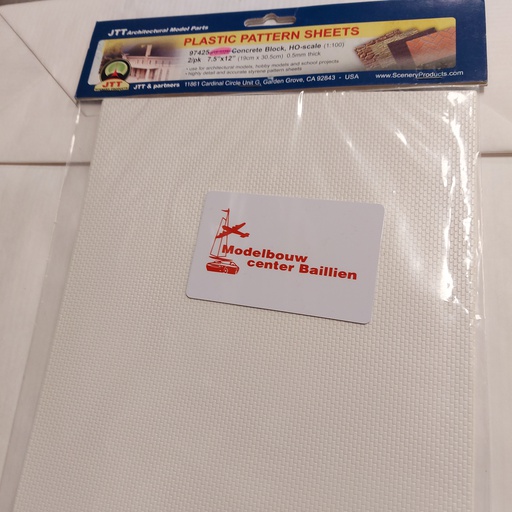 JTT Architectural Model Parts
PLASTIC PATTERN SHEETS
97425 Concrete Block, HO-scale (1:100)
2/pk 7.5"x12" (19cm x 30.5cm) 0.5mm thick
• use for architectural models, hobby models and school projects
• highly detail and accurate styrene pattern sheets
JTT
JTT & partners 11861 Cardinal Circle Unit G, Garden Grove, CA 92843 - USA www.SceneryProducts.com
Modelbouw
center Baillien